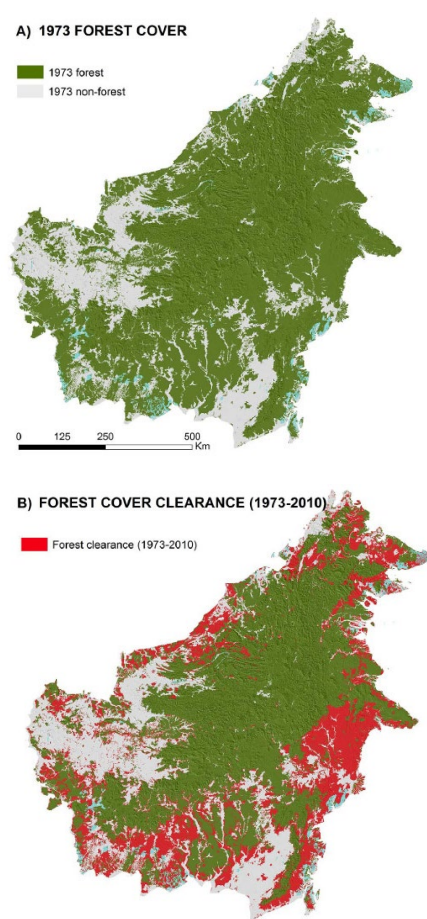 A) 1973 FOREST COVER
1973 forest
1973 non-forest
0 125 250 500
Km
B) FOREST COVER CLEARANCE (1973-2010)
Forest clearance (1973-2010)